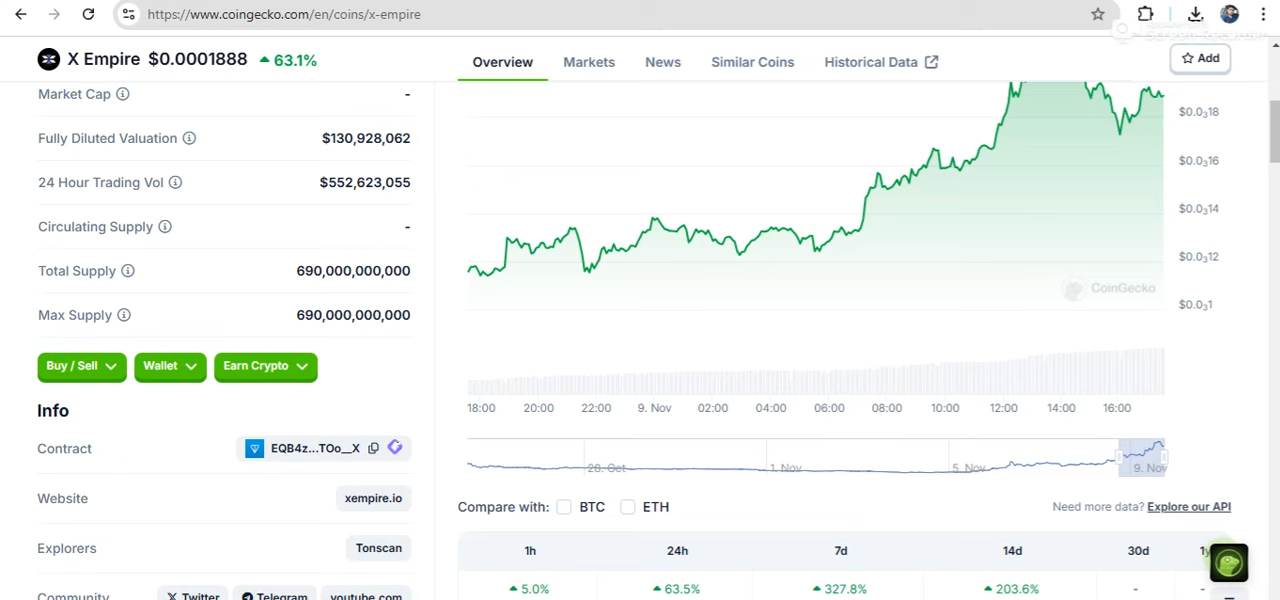 https://www.coingecko.com/en/coins/x-empire
X Empire $0.0001888 63.1%
Overview Markets News Similar Coins Historical Data
Add
Market Cap -
Fully Diluted Valuation $130,928,062
24 Hour Trading Vol $552,623,055
Circulating Supply -
Total Supply 690,000,000,000
Max Supply 690,000,000,000
Buy / Sell Wallet Earn Crypto
Info
Contract EQB4z...TOo__X
Website xempire.io
Explorers Tonscan
Community Twitter Telegram youtube.com
$0.0₃18
$0.0₃16
$0.0₃14
$0.0₃12
$0.0₃1
CoinGecko
18:00 20:00 22:00 9. Nov 02:00 04:00 06:00 08:00 10:00 12:00 14:00 16:00
28. Oct 1. Nov 5. Nov 9. Nov
Compare with: BTC ETH
Need more data? Explore our API
1h 24h 7d 14d 30d
5.0% 63.5% 327.8% 203.6% - -